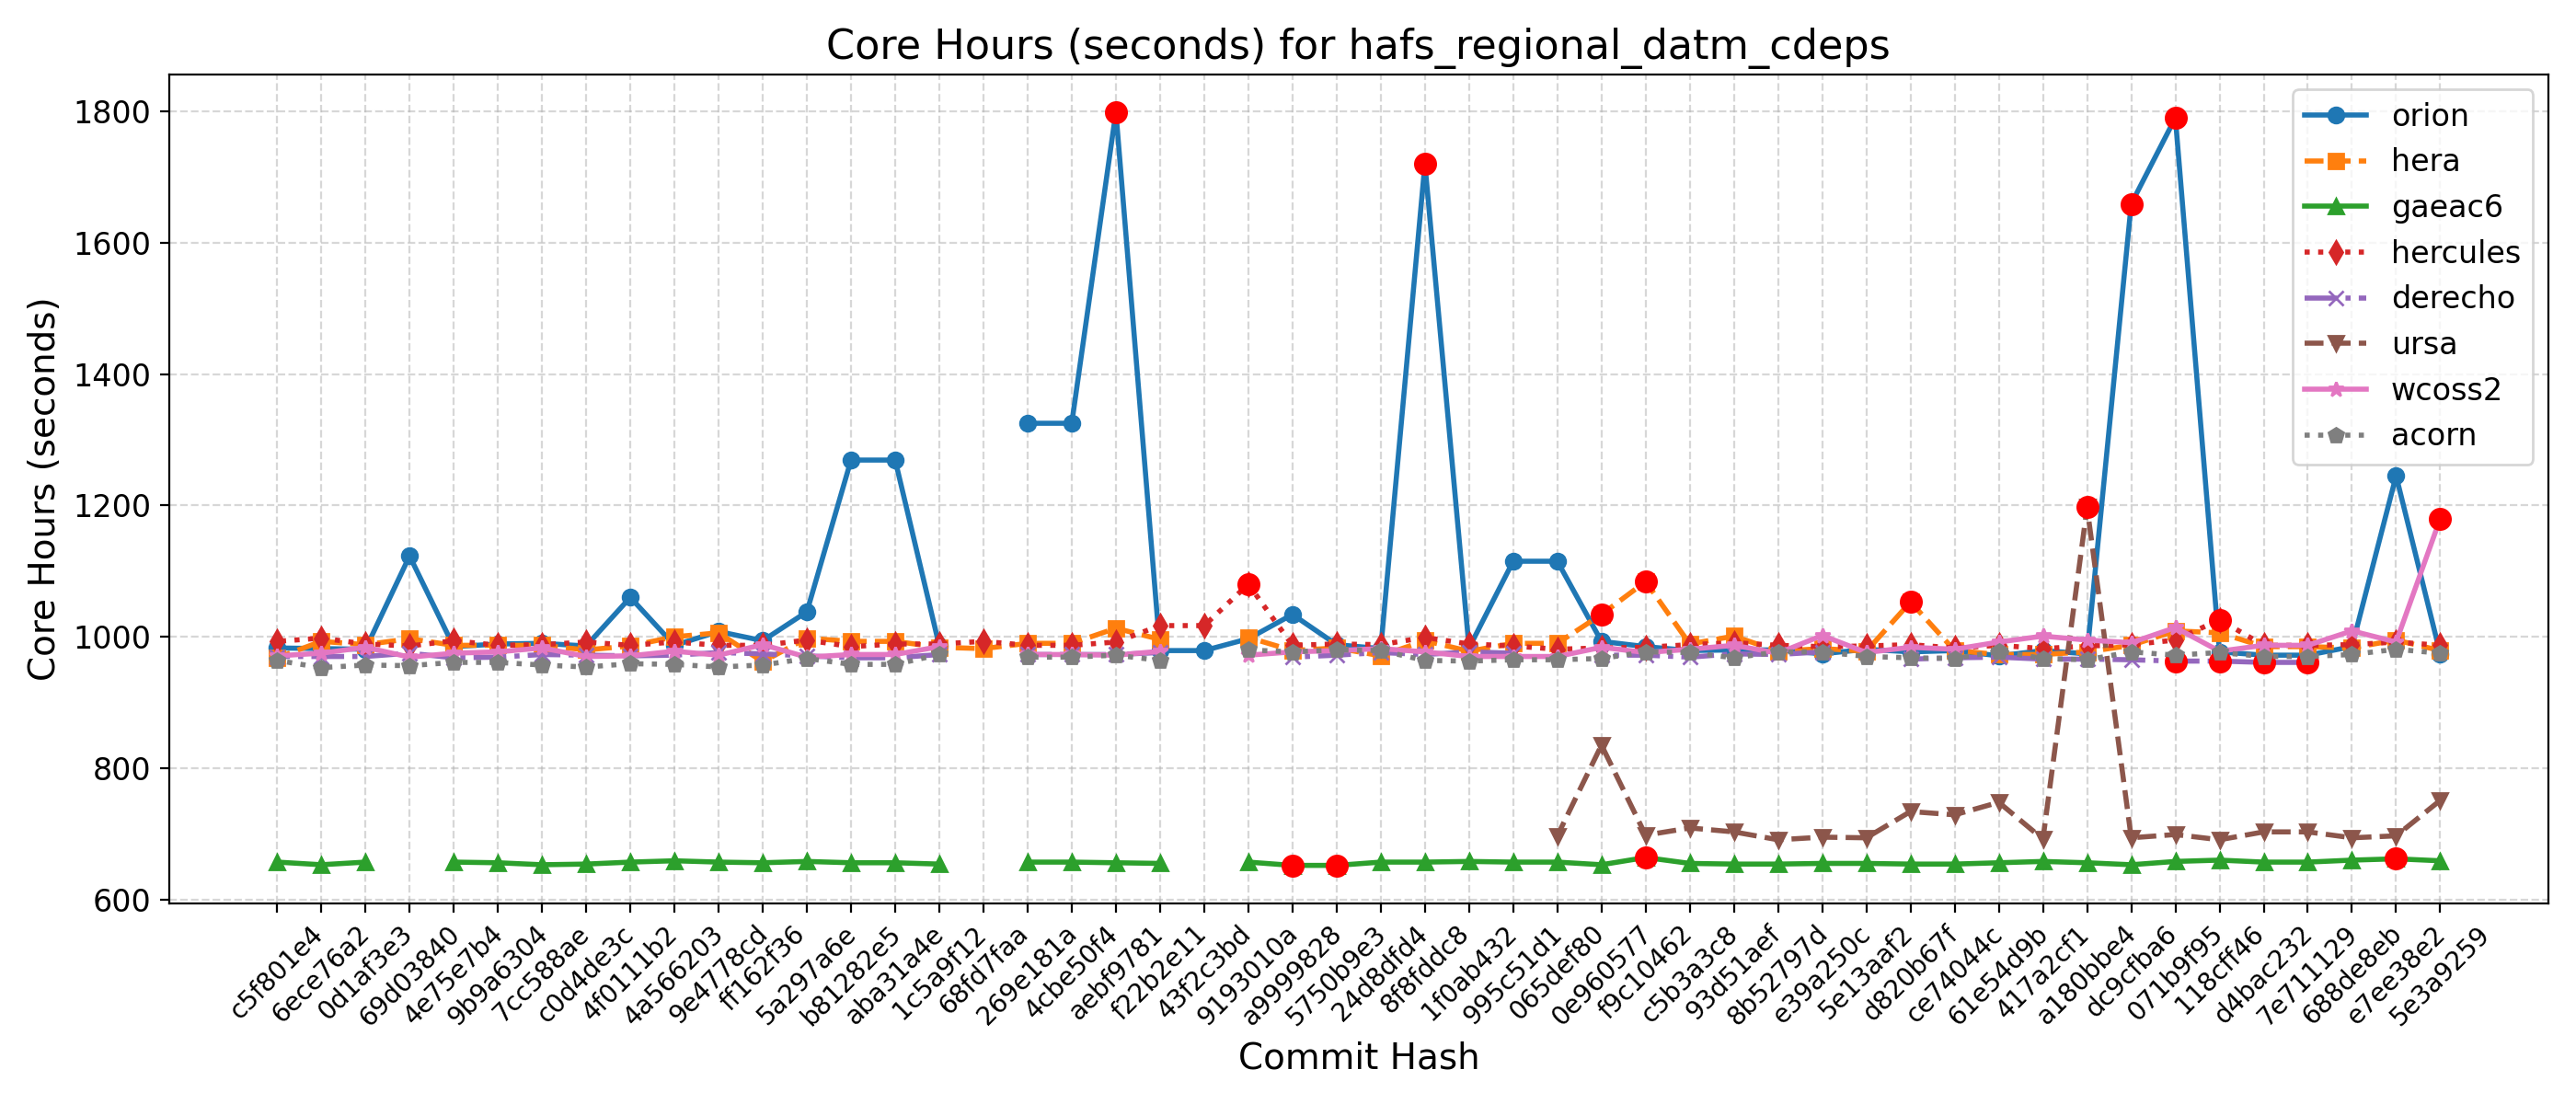 Core Hours (seconds) for hafs_regional_datm_cdeps
Core Hours (seconds)
1800
1600
1400
1200
1000
800
600
orion
hera
gaeac6
hercules
derecho
ursa
wcoss2
acorn
c5f801e4
6ece76a2
0d1af3e3
69d03840
4e75e7b4
9b9a6304
7cc588ae
c0d4de3c
4f0111b2
4a566203
9e4778cd
ff162f36
5a297a6e
b81282e5
aba31a4e
1c5a9f12
68fd7faa
269e181a
4cbe50f4
aebf9781
f22b2e11
43f2c3bd
9193010a
a9999828
5750b9e3
24d8dfd4
8f8fddc8
1f0ab432
995c51d1
065def80
0e960577
f9c10462
c5b3a3c8
93d51aef
8b52797d
e39a250c
5e13aaf2
d820b67f
ce74044c
61e54d9b
417a2cf1
a180bbe4
dc9cfba6
071b9f95
118cff46
d4bac232
7e711129
688de8eb
e7ee38e2
5e3a9259
Commit Hash